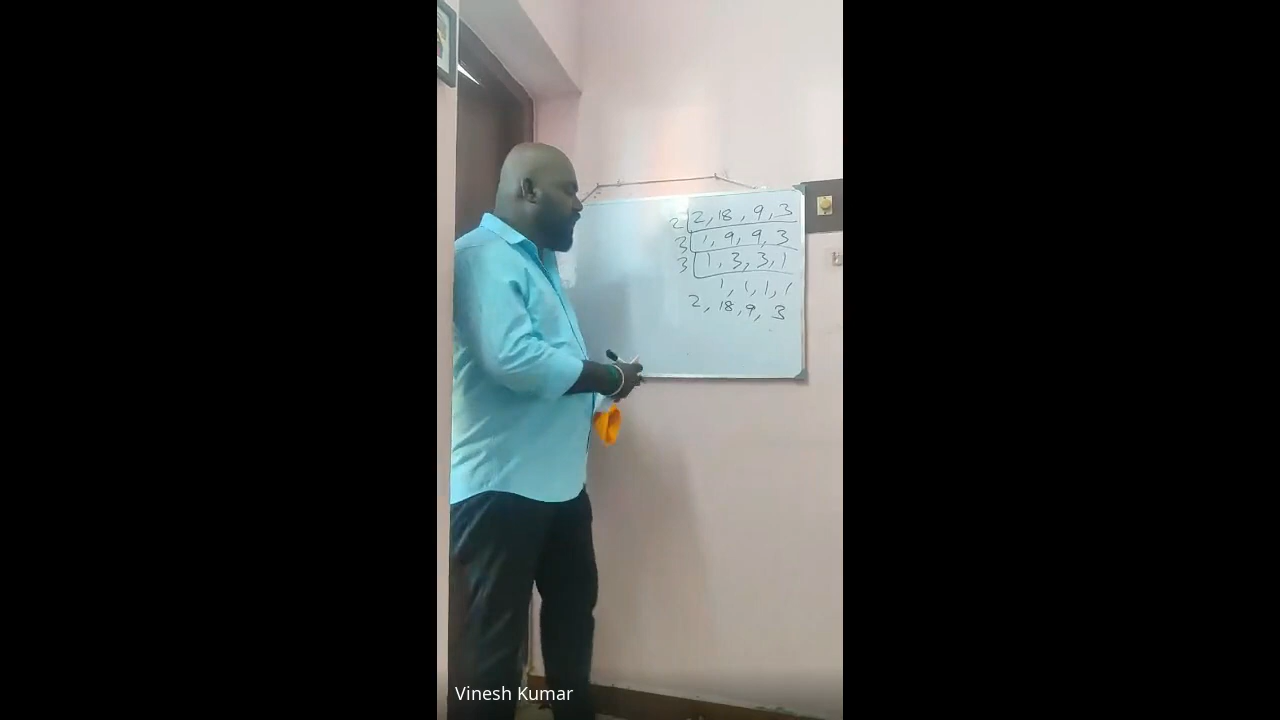 2 2, 18, 9, 3
3 1, 9, 9, 3
3 1, 3, 3, 1
1, 1, 1, 1
2, 18, 9, 3
Vinesh Kumar